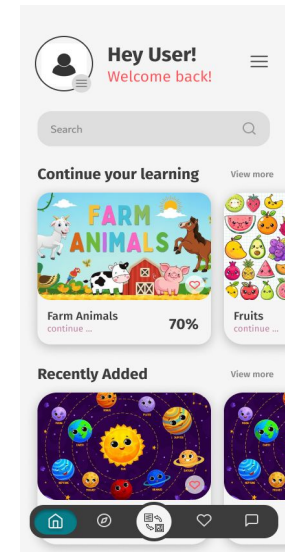 Hey User!
Welcome back!
Search
Continue your learning
View more
FARM
ANIMALS
Farm Animals
continue ...
70%
Fruits
continue ...
Recently Added
View more